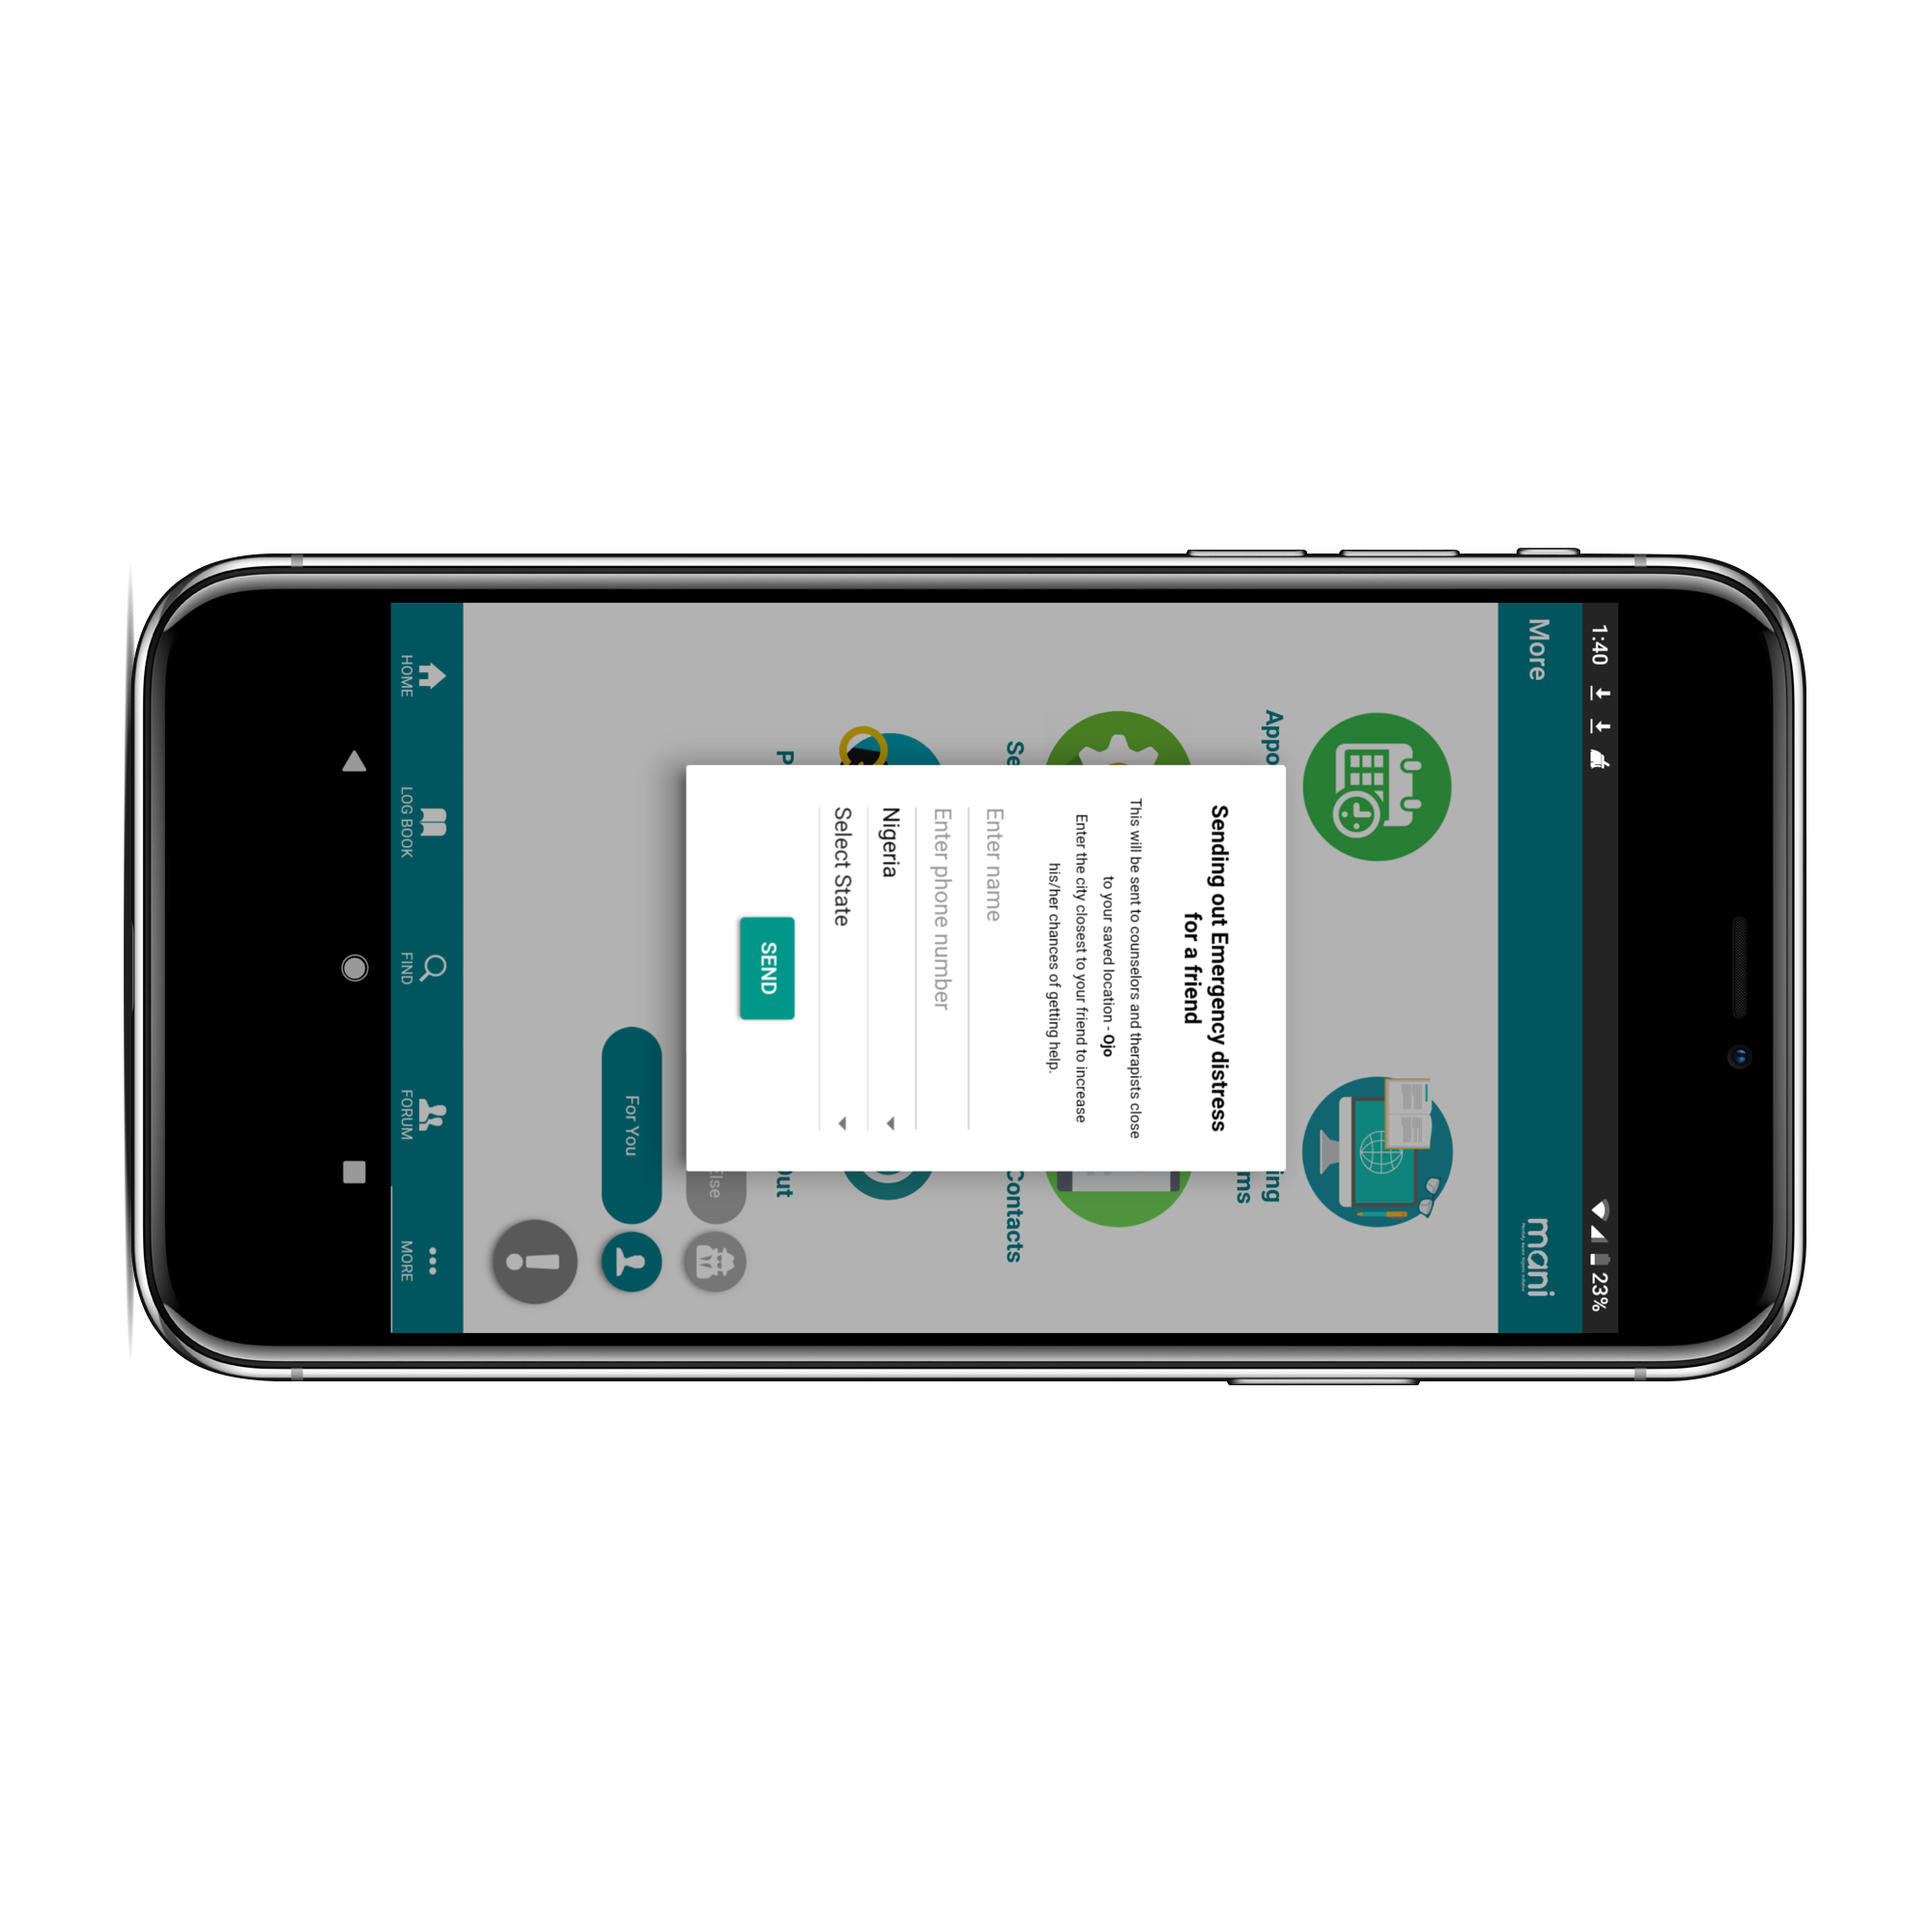 1:40
23%
More
mani
Appo
ing
ms
Se
Contacts
P
out
Sending out Emergency distress
for a friend
This will be sent to counselors and therapists close
to your saved location - Ojo
Enter the city closest to your friend to increase
his/her chances of getting help.
Enter name
Enter phone number
Nigeria
Select State
SEND
Else
For You
HOME
LOG BOOK
FIND
FORUM
MORE